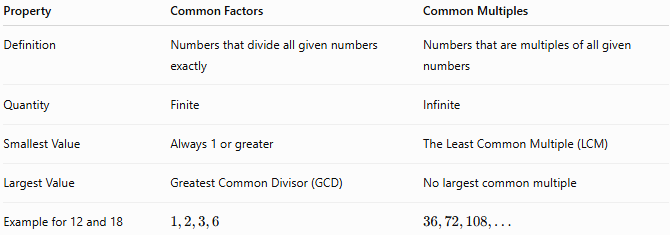 Property Common Factors Common Multiples
Definition Numbers that divide all given numbers exactly Numbers that are multiples of all given numbers
Quantity Finite Infinite
Smallest Value Always 1 or greater The Least Common Multiple (LCM)
Largest Value Greatest Common Divisor (GCD) No largest common multiple
Example for 12 and 18 1, 2, 3, 6 36, 72, 108, . . .